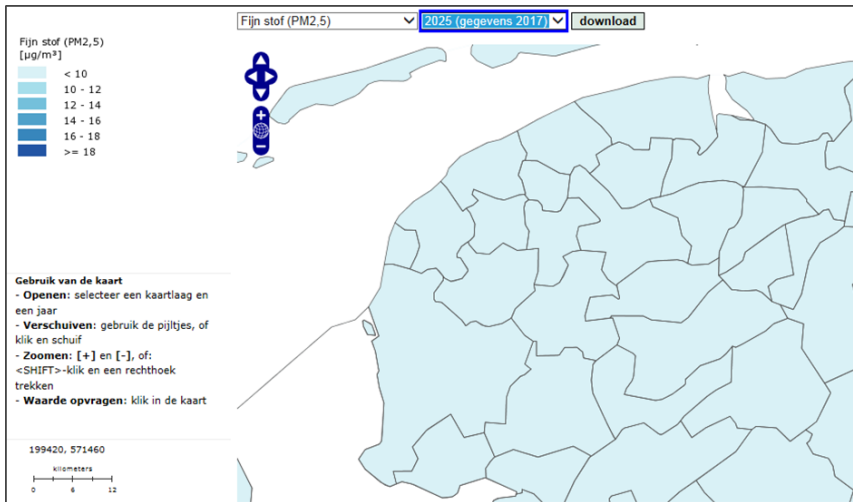 Fijn stof (PM2,5)
2025 (gegevens 2017)
download
Fijn stof (PM2,5)
[µg/m³]
< 10
10 - 12
12 - 14
14 - 16
16 - 18
>= 18
Gebruik van de kaart
- Openen: selecteer een kaartlaag en
een jaar
- Verschuiven: gebruik de pijltjes, of
klik en schuif
- Zoomen: [+] en [-], of:
<SHIFT>-klik en een rechthoek
trekken
- Waarde opvragen: klik in de kaart
199420, 571460
kilometers
0 6 12